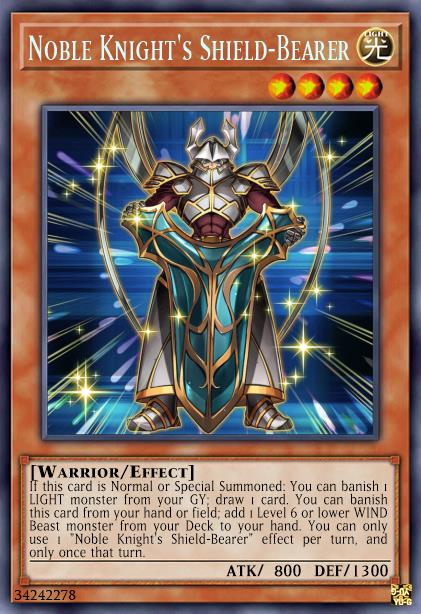 Noble Knight's Shield-Bearer
LIGHT
光
[Warrior/Effect]
If this card is Normal or Special Summoned: You can banish 1
LIGHT monster from your GY; draw 1 card. You can banish
this card from your hand or field; add 1 Level 6 or lower WIND
Beast monster from your Deck to your hand. You can only
use 1 "Noble Knight's Shield-Bearer" effect per turn, and
only once that turn.
ATK/ 800 DEF/1300
34242278